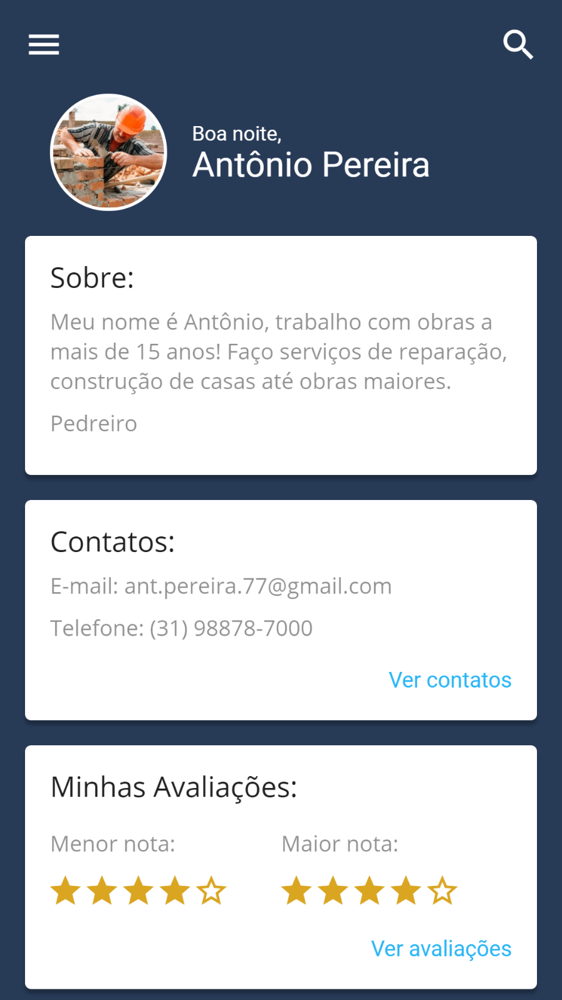 Boa noite,
Antônio Pereira
Sobre:
Meu nome é Antônio, trabalho com obras a
mais de 15 anos! Faço serviços de reparação,
construção de casas até obras maiores.
Pedreiro
Contatos:
E-mail: ant.pereira.77@gmail.com
Telefone: (31) 98878-7000
Ver contatos
Minhas Avaliações:
Menor nota:
Maior nota:
Ver avaliações